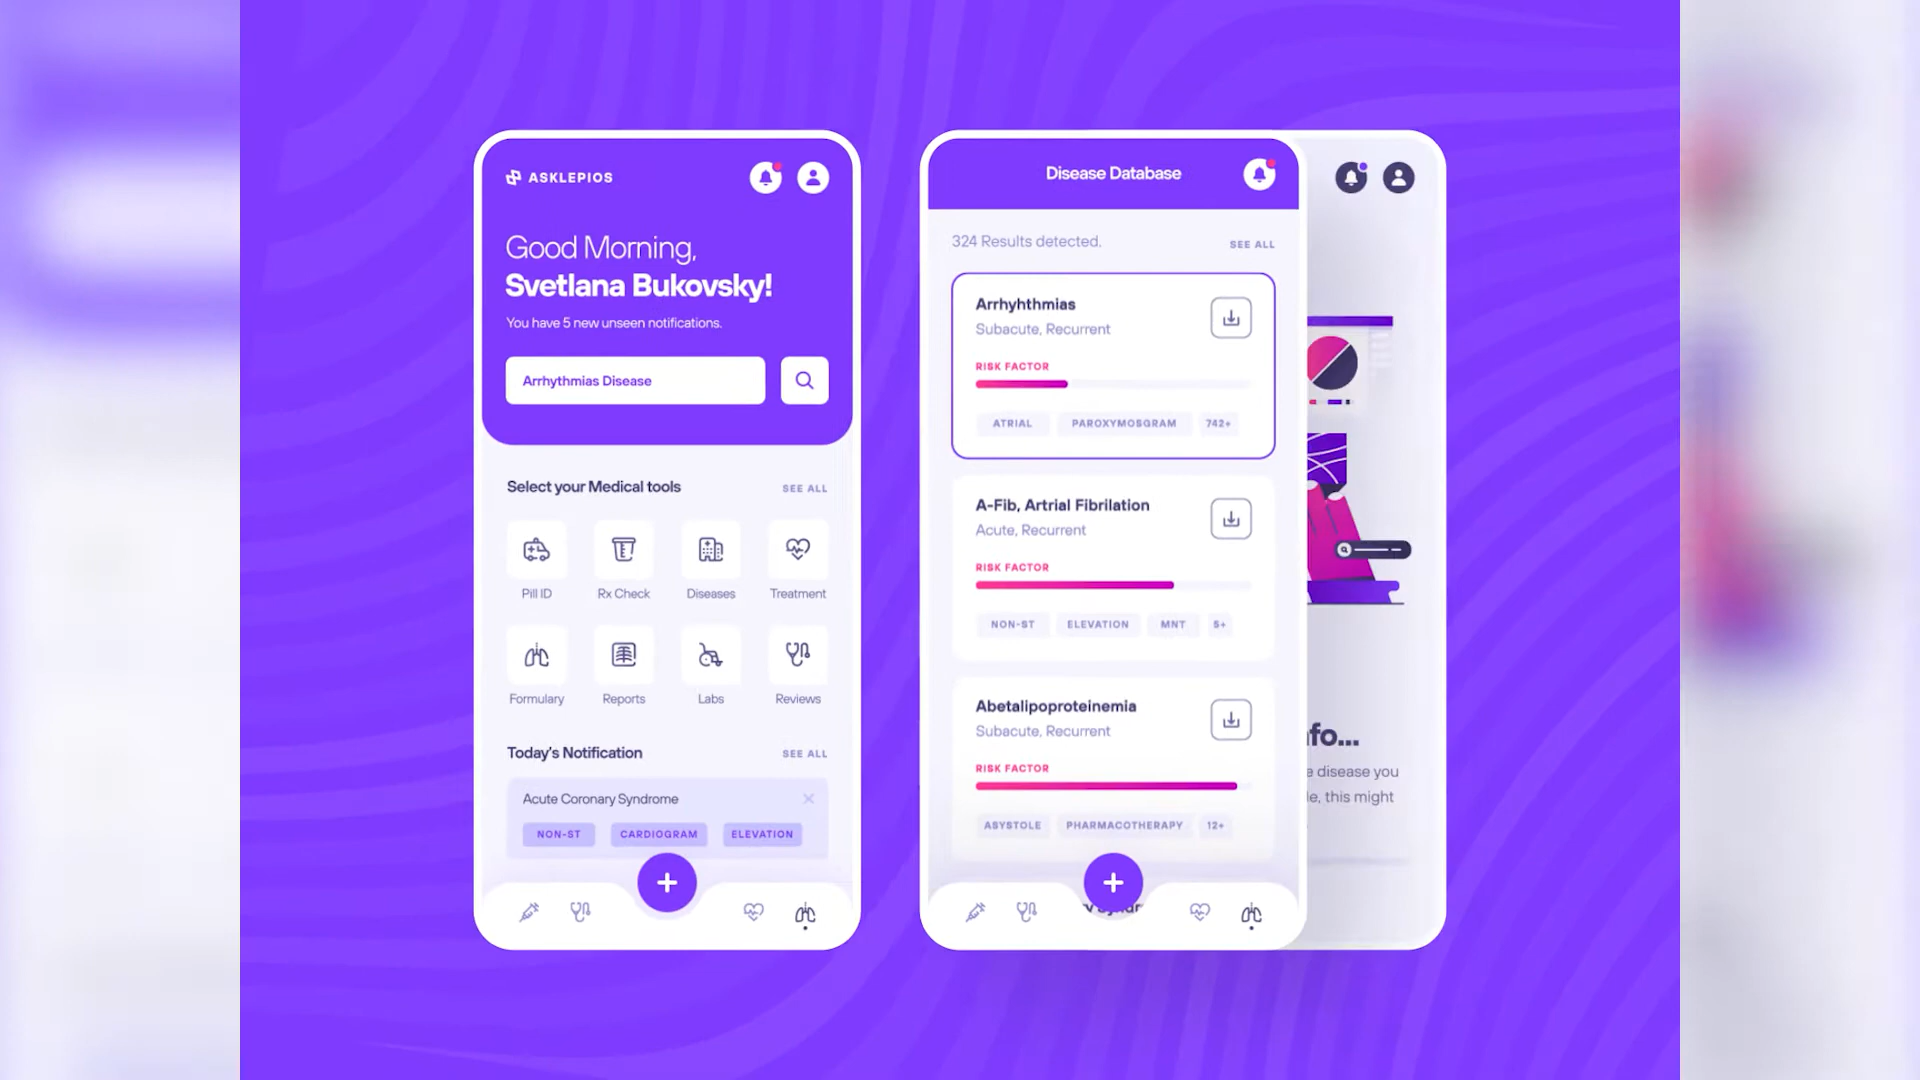 ASKLEPIOS
Good Morning,
Svetlana Bukovsky!
You have 5 new unseen notifications.
Arrhythmias Disease
Select your Medical tools
SEE ALL
Pill ID
Rx Check
Diseases
Treatment
Formulary
Reports
Labs
Reviews
Today's Notification
SEE ALL
Acute Coronary Syndrome
NON-ST
CARDIOGRAM
ELEVATION
Disease Database
324 Results detected.
SEE ALL
Arrhyhthmias
Subacute, Recurrent
RISK FACTOR
ATRIAL
PAROXYMOSGRAM
742+
A-Fib, Artrial Fibrilation
Acute, Recurrent
RISK FACTOR
NON-ST
ELEVATION
MNT
5+
Abetalipoproteinemia
Subacute, Recurrent
RISK FACTOR
ASYSTOLE
PHARMACOTHERAPY
12+
disease you
this might